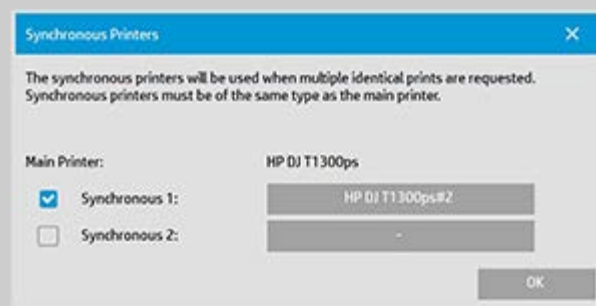 Synchronous Printers
The synchronous printers will be used when multiple identical prints are requested.
Synchronous printers must be of the same type as the main printer.
Main Printer: HP DJ T1300ps
Synchronous 1: HP DJ T1300ps#2
Synchronous 2: -
OK